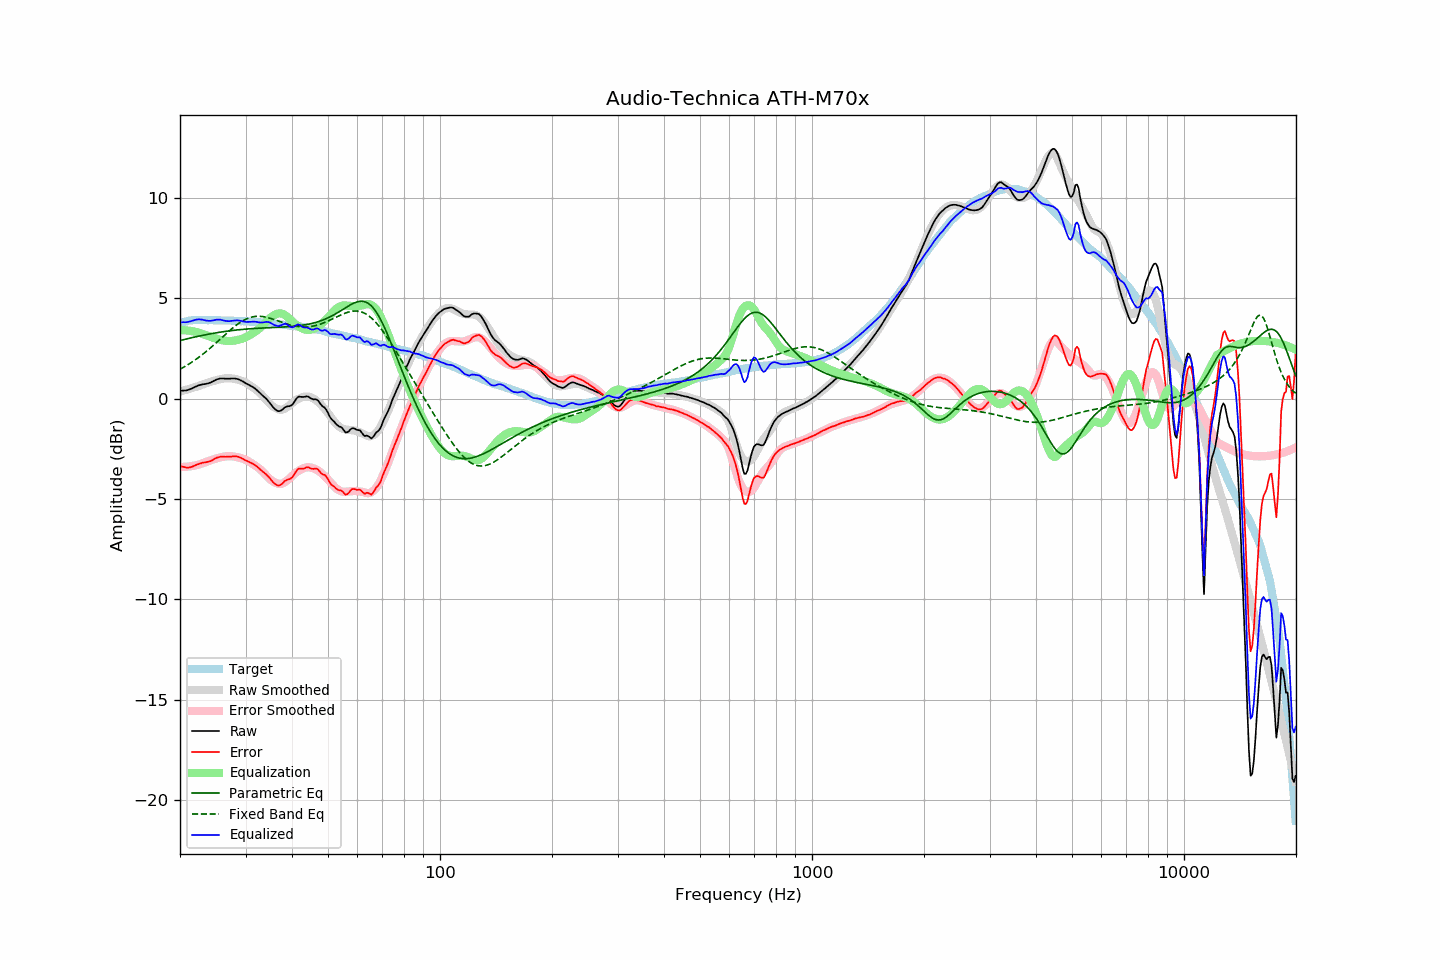 Audio-Technica ATH-M70x
Amplitude (dBr)
10
5
0
−5
−10
−15
−20
Target
Raw Smoothed
Error Smoothed
Raw
Error
Equalization
Parametric Eq
Fixed Band Eq
Equalized
100
1000
10000
Frequency (Hz)